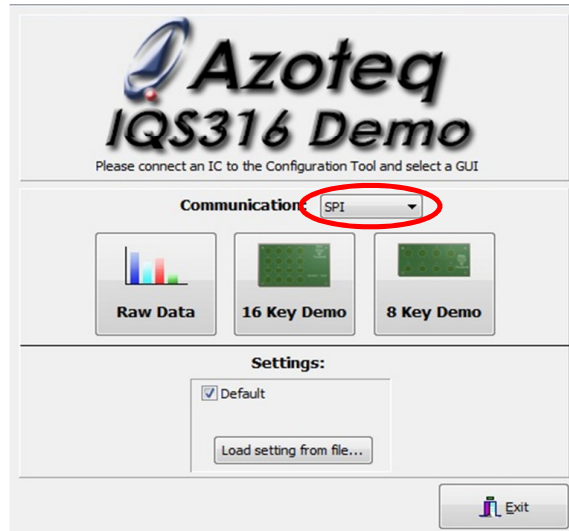 Azoteq
IQS316 Demo
Please connect an IC to the Configuration Tool and select a GUI
Communication: SPI
Raw Data
16 Key Demo
8 Key Demo
Settings:
Default
Load setting from file...
Exit